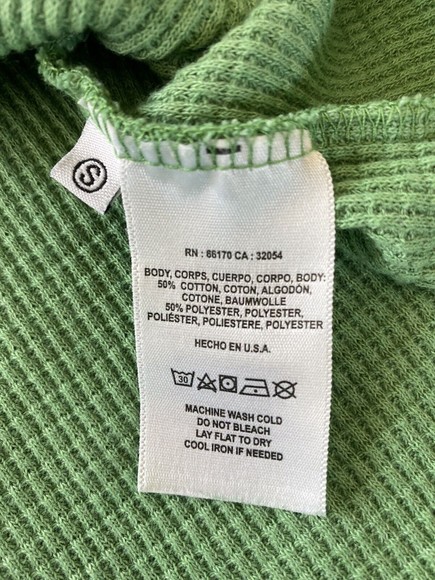 S
RN : 66170 CA : 32054
BODY, CORPS, CUERPO, CORPO, BODY:
50% COTTON, COTON, ALGODÓN,
COTONE, BAUMWOLLE
50% POLYESTER, POLYESTER,
POLIÉSTER, POLIESTERE, POLYESTER
HECHO EN U.S.A.
30
MACHINE WASH COLD
DO NOT BLEACH
LAY FLAT TO DRY
COOL IRON IF NEEDED